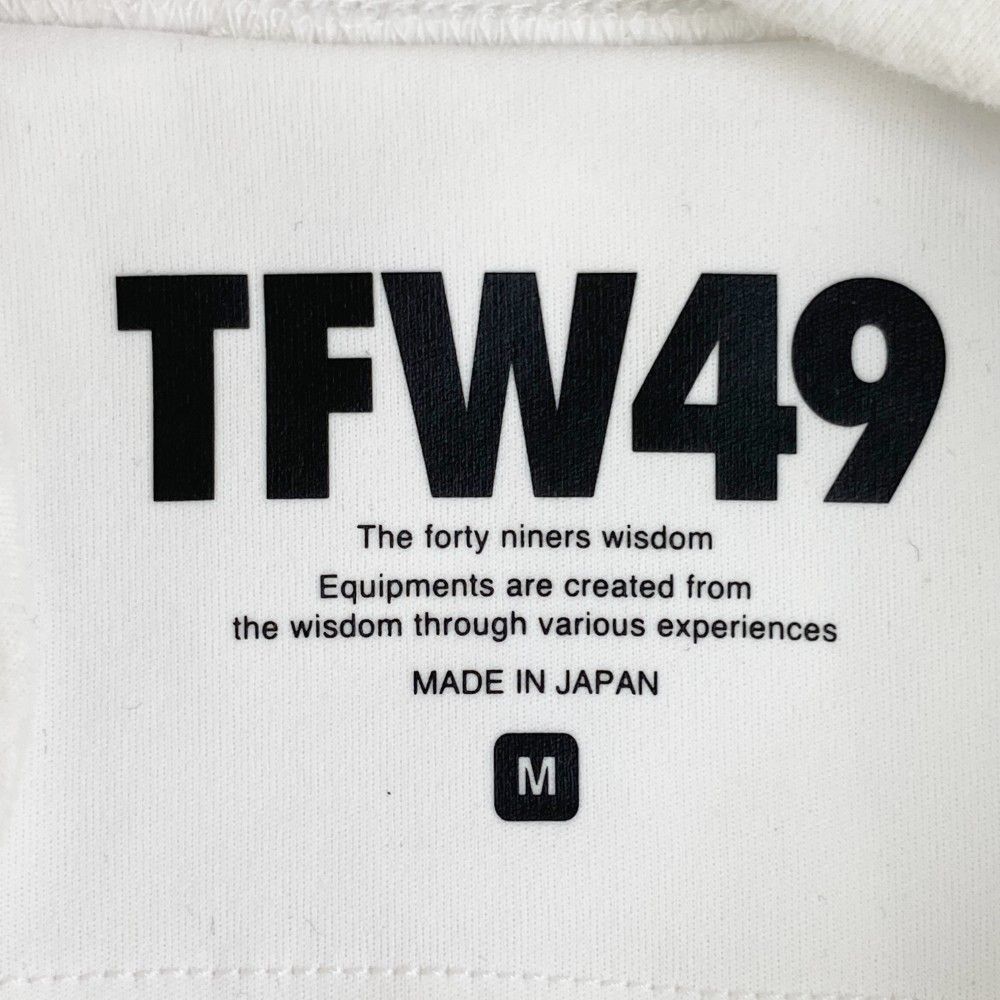 TFW49
The forty niners wisdom
Equipments are created from
the wisdom through various experiences
MADE IN JAPAN
M